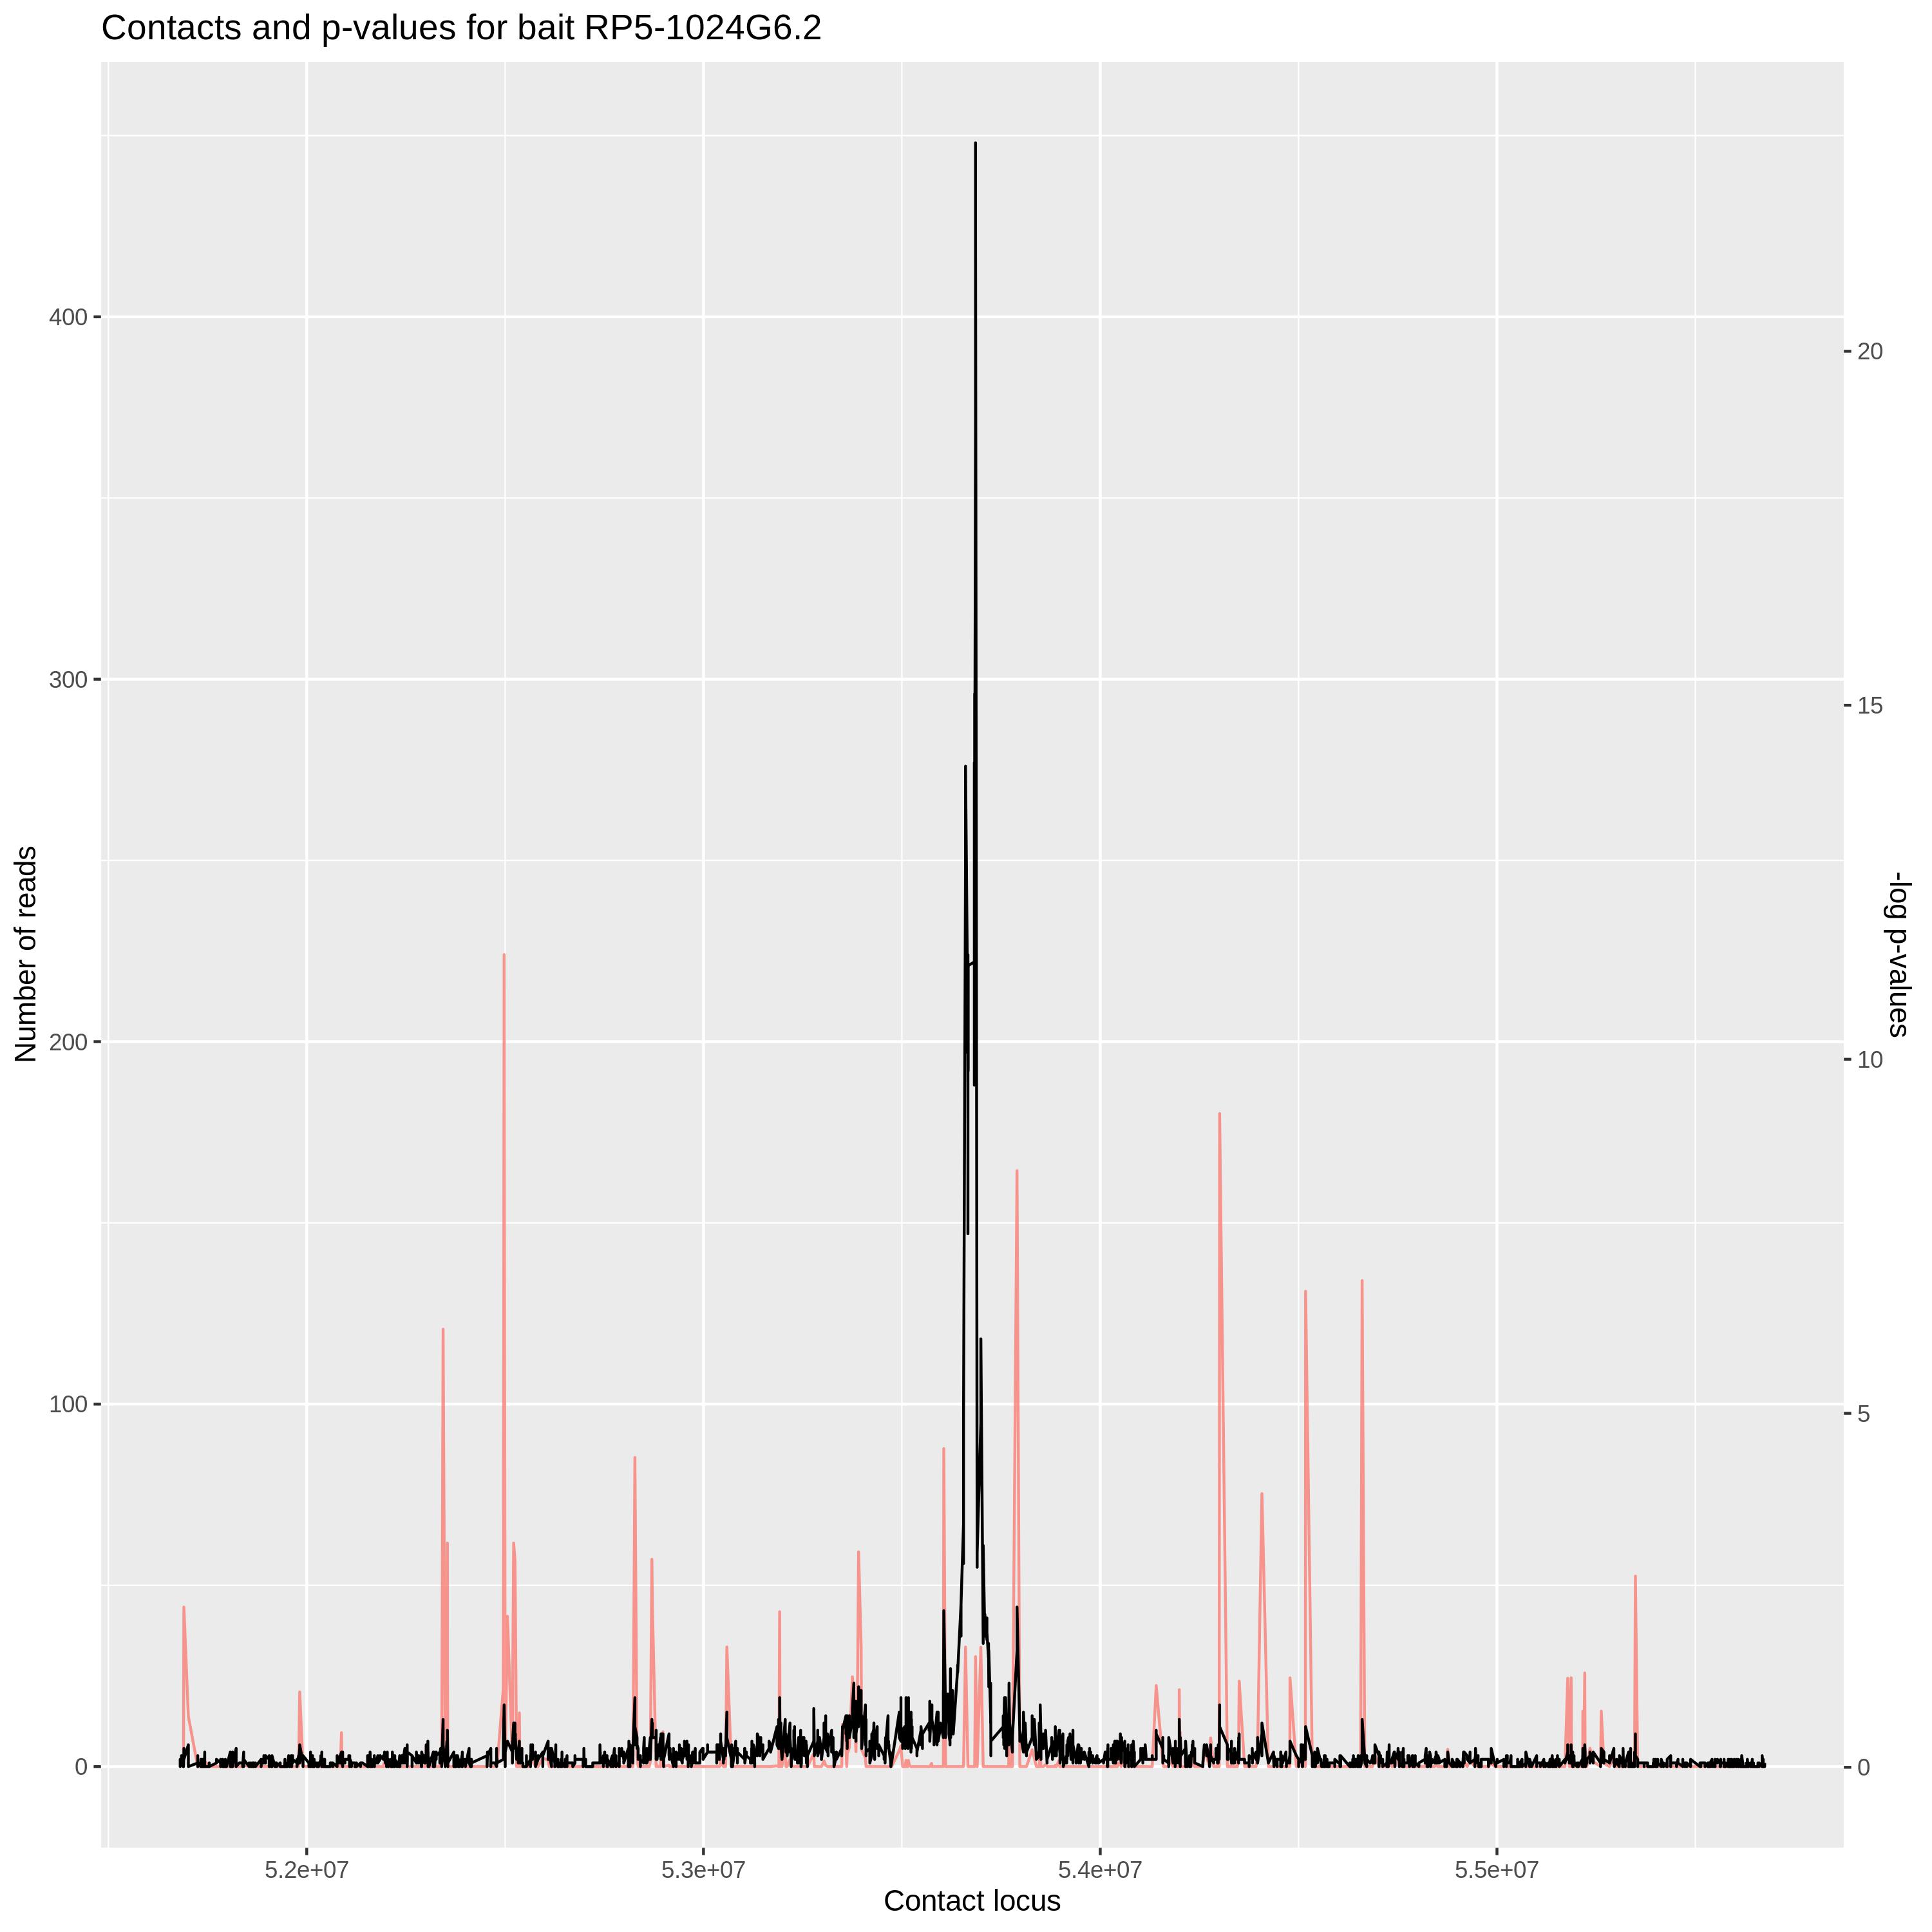 Contacts and p-values for bait RP5-1024G6.2
400
300
200
100
0
Number of reads
20
15
10
5
0
-log p-values
5.2e+07 5.3e+07 5.4e+07 5.5e+07
Contact locus